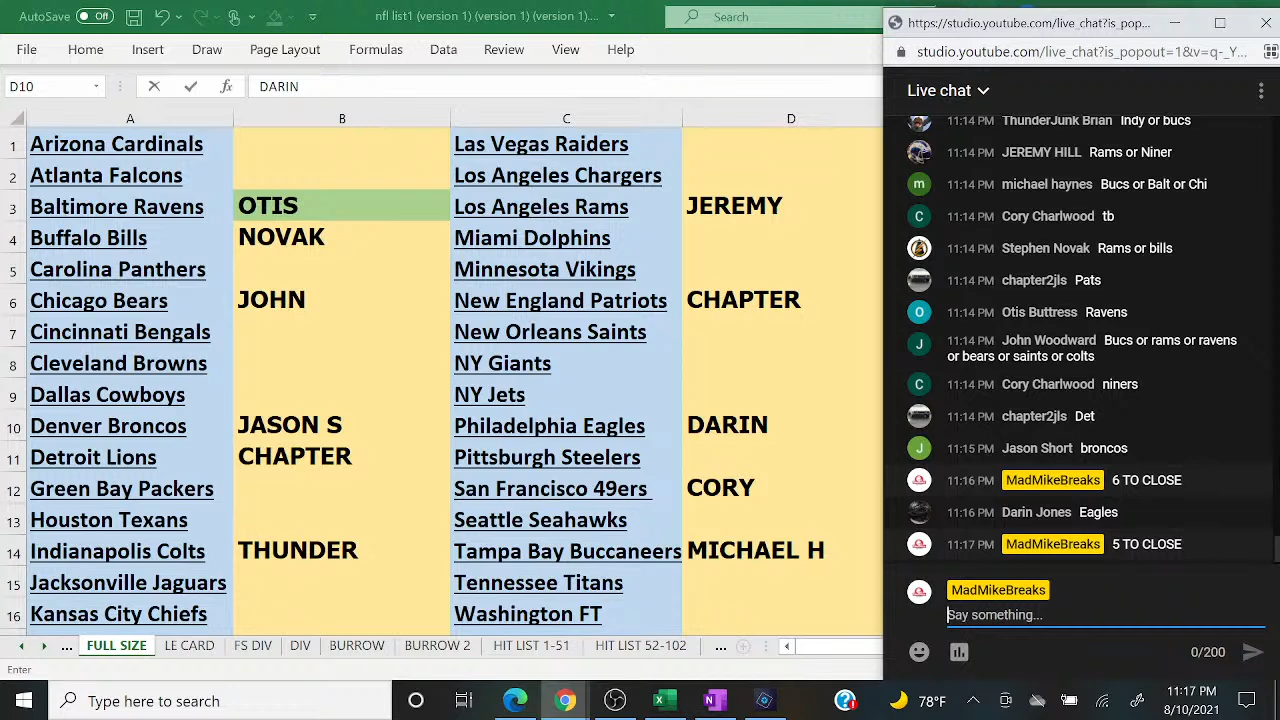 AutoSave Off nfl list1 (version 1) (version 1) (version 1)... Search
File Home Insert Draw Page Layout Formulas Data Review View Help
D10 fx DARIN
A B C D
1 Arizona Cardinals Las Vegas Raiders
2 Atlanta Falcons Los Angeles Chargers
3 Baltimore Ravens OTIS Los Angeles Rams JEREMY
4 Buffalo Bills NOVAK Miami Dolphins
5 Carolina Panthers Minnesota Vikings
6 Chicago Bears JOHN New England Patriots CHAPTER
7 Cincinnati Bengals New Orleans Saints
8 Cleveland Browns NY Giants
9 Dallas Cowboys NY Jets
10 Denver Broncos JASON S Philadelphia Eagles DARIN
11 Detroit Lions CHAPTER Pittsburgh Steelers
12 Green Bay Packers San Francisco 49ers CORY
13 Houston Texans Seattle Seahawks
14 Indianapolis Colts THUNDER Tampa Bay Buccaneers MICHAEL H
15 Jacksonville Jaguars Tennessee Titans
16 Kansas City Chiefs Washington FT
... FULL SIZE LE CARD FS DIV DIV BURROW BURROW 2 HIT LIST 1-51 HIT LIST 52-102 ...
Enter
https://studio.youtube.com/live_chat?is_pop...
studio.youtube.com/live_chat?is_popout=1&v=q-_Y...
Live chat
11:14 PM ThunderJunk Brian Indy or bucs
11:14 PM JEREMY HILL Rams or Niner
m 11:14 PM michael haynes Bucs or Balt or Chi
C 11:14 PM Cory Charlwood tb
11:14 PM Stephen Novak Rams or bills
11:14 PM chapter2jls Pats
O 11:14 PM Otis Buttress Ravens
J 11:14 PM John Woodward Bucs or rams or ravens
or bears or saints or colts
C 11:14 PM Cory Charlwood niners
11:14 PM chapter2jls Det
J 11:15 PM Jason Short broncos
11:16 PM MadMikeBreaks 6 TO CLOSE
11:16 PM Darin Jones Eagles
11:17 PM MadMikeBreaks 5 TO CLOSE
MadMikeBreaks
Say something...
0/200
Type here to search
78°F
11:17 PM
8/10/2021